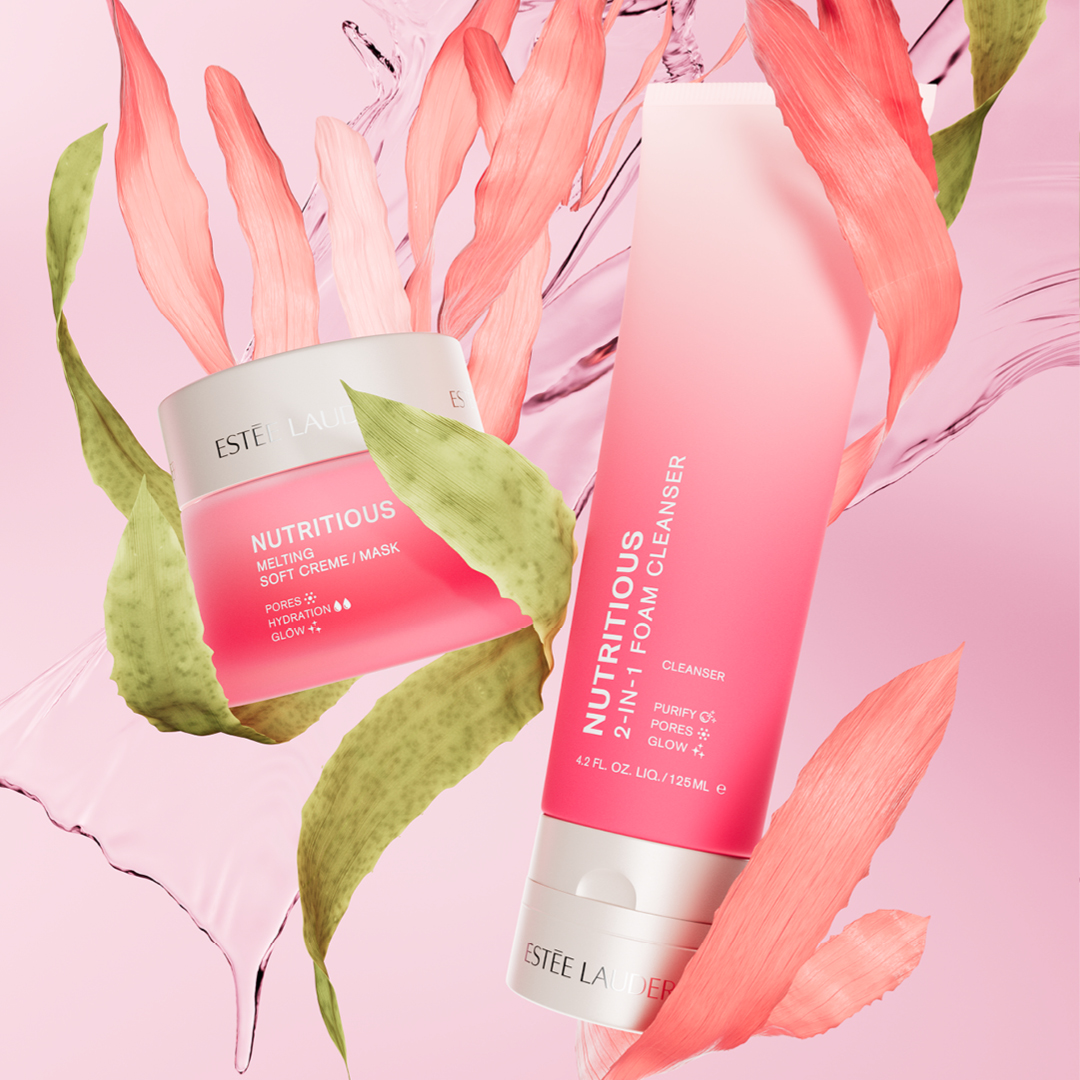 ESTĒE LAUD
ES
NUTRITIOUS
MELTING
SOFT CREME / MASK
PORES
HYDRATION
GLOW
NUTRITIOUS
2-IN-1 FOAM CLEANSER
CLEANSER
PURIFY
PORES
GLOW
4.2 FL. OZ. LIQ. / 125 ML ℮
ESTĒE LAUDER